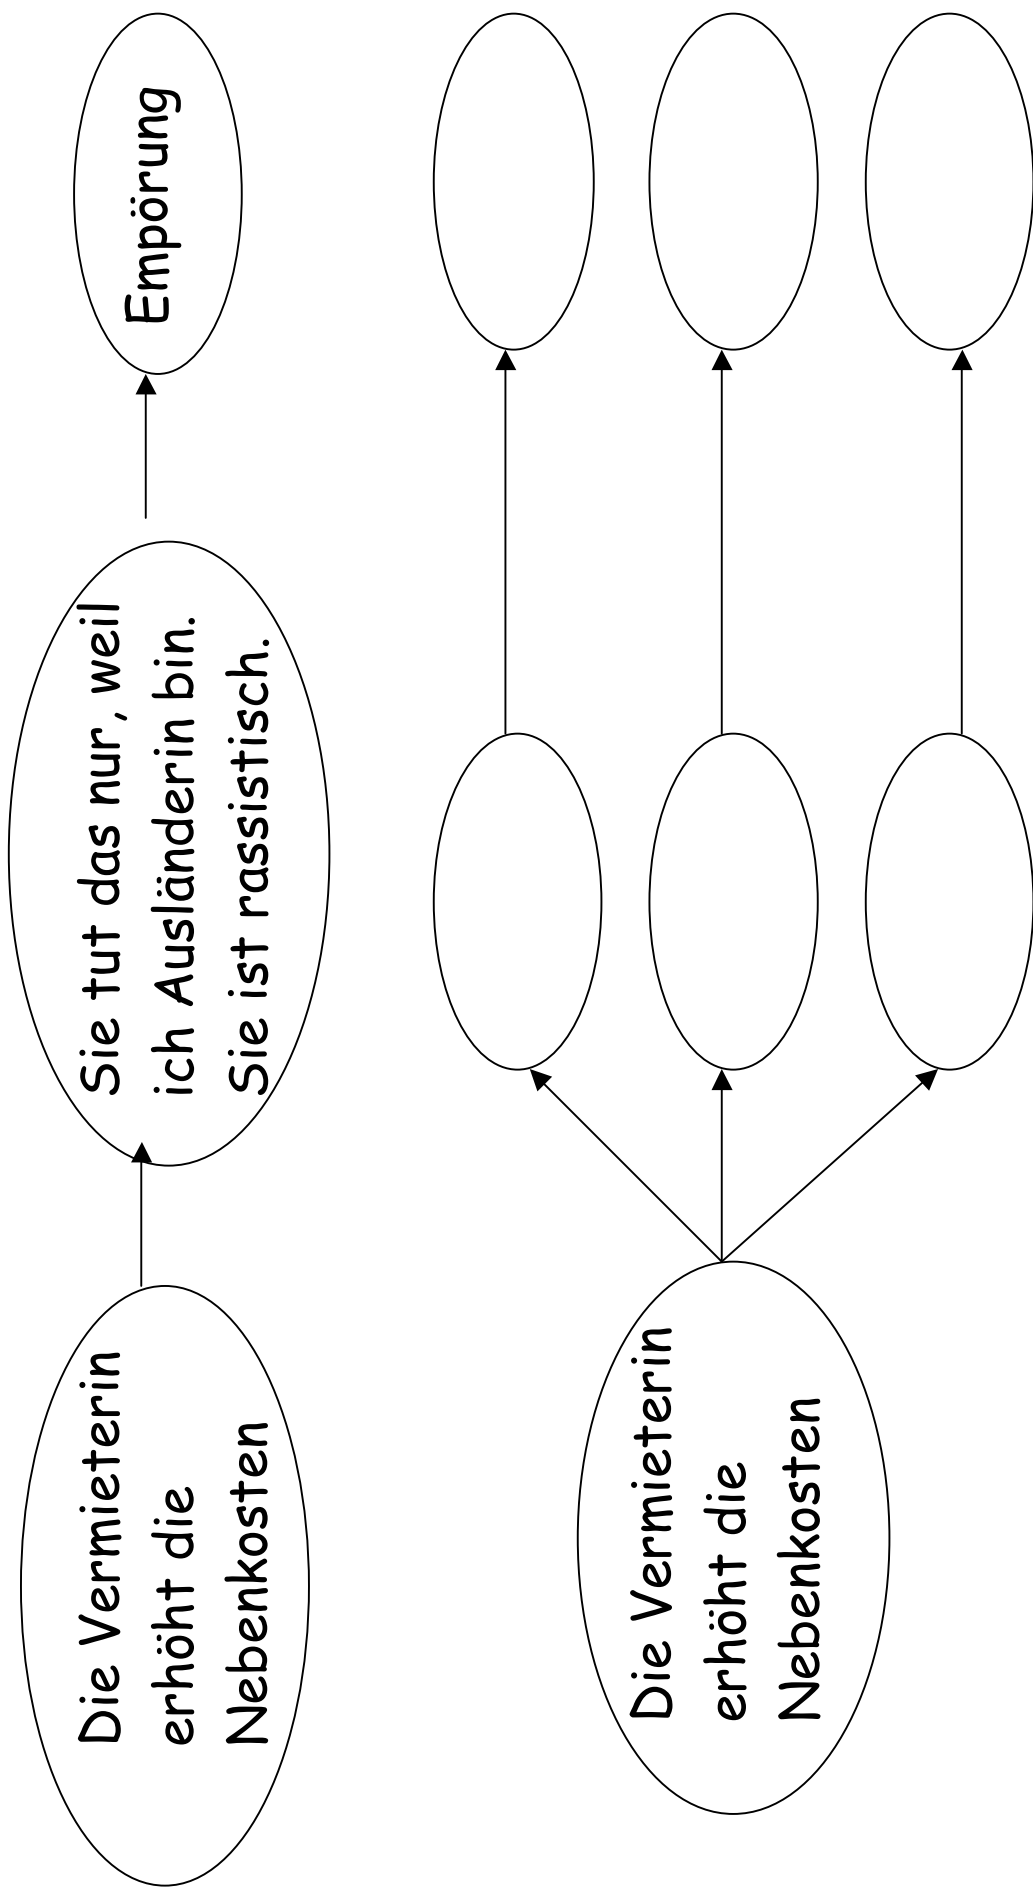 Die Vermieterin
erhöht die
Nebenkosten
Sie tut das nur, weil
ich Ausländerin bin.
Sie ist rassistisch.
Empörung
Die Vermieterin
erhöht die
Nebenkosten